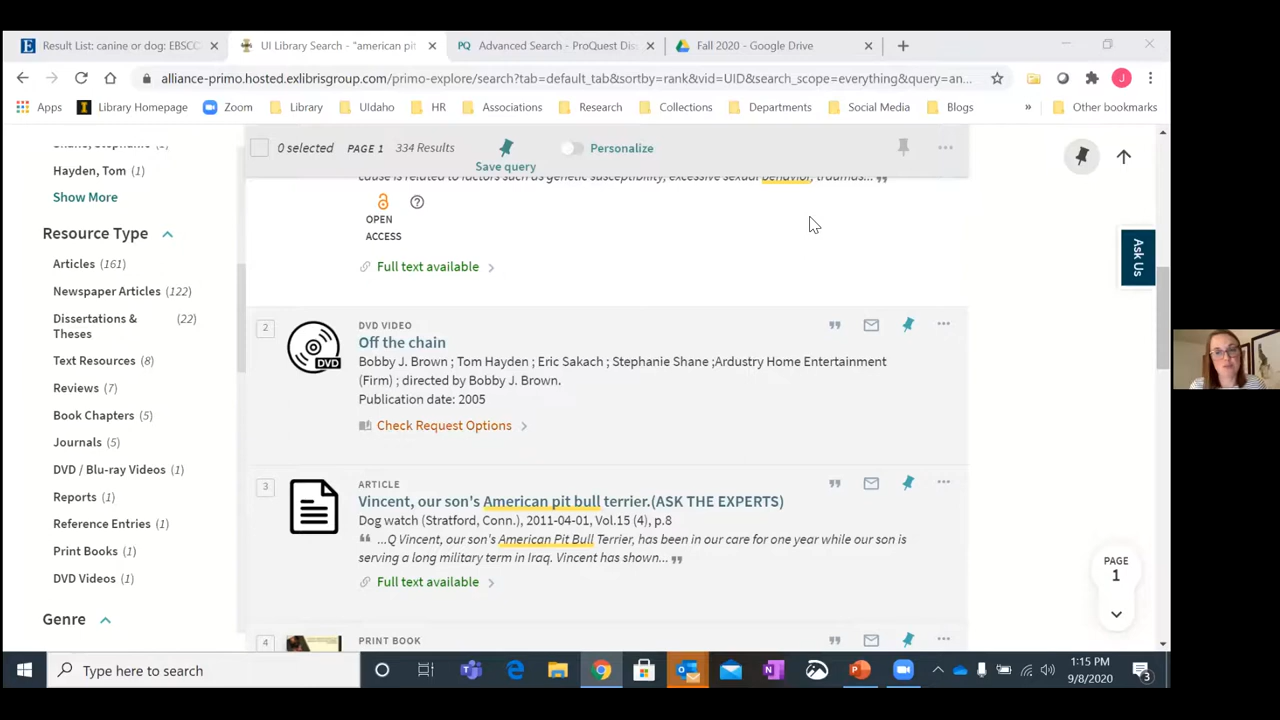 Result List: canine or dog: EBSC
UI Library Search - "american pit
Advanced Search - ProQuest Dis
Fall 2020 - Google Drive
alliance-primo.hosted.exlibrisgroup.com/primo-explore/search?tab=default_tab&sortby=rank&vid=UID&search_scope=everything&query=an...
J
Apps
Library Homepage
Zoom
Library
UIdaho
HR
Associations
Research
Collections
Departments
Social Media
Blogs
»
Other bookmarks
Hayden, Tom (1)
Show More
Resource Type
Articles (161)
Newspaper Articles (122)
Dissertations & (22)
Theses
Text Resources (8)
Reviews (7)
Book Chapters (5)
Journals (5)
DVD / Blu-ray Videos (1)
Reports (1)
Reference Entries (1)
Print Books (1)
DVD Videos (1)
Genre
0 selected PAGE 1 334 Results
Save query
Personalize
cause is related to factors such as genetic susceptibility, excessive sexual behavior, traumas...
OPEN
ACCESS
Full text available
2
DVD
DVD VIDEO
Off the chain
Bobby J. Brown ; Tom Hayden ; Eric Sakach ; Stephanie Shane ;Ardustry Home Entertainment
(Firm) ; directed by Bobby J. Brown.
Publication date: 2005
Check Request Options
3
ARTICLE
Vincent, our son's American pit bull terrier.(ASK THE EXPERTS)
Dog watch (Stratford, Conn.), 2011-04-01, Vol.15 (4), p.8
...Q Vincent, our son's American Pit Bull Terrier, has been in our care for one year while our son is
serving a long military term in Iraq. Vincent has shown...
Full text available
4
PRINT BOOK
Ask Us
PAGE
1
Type here to search
1:15 PM
9/8/2020
3